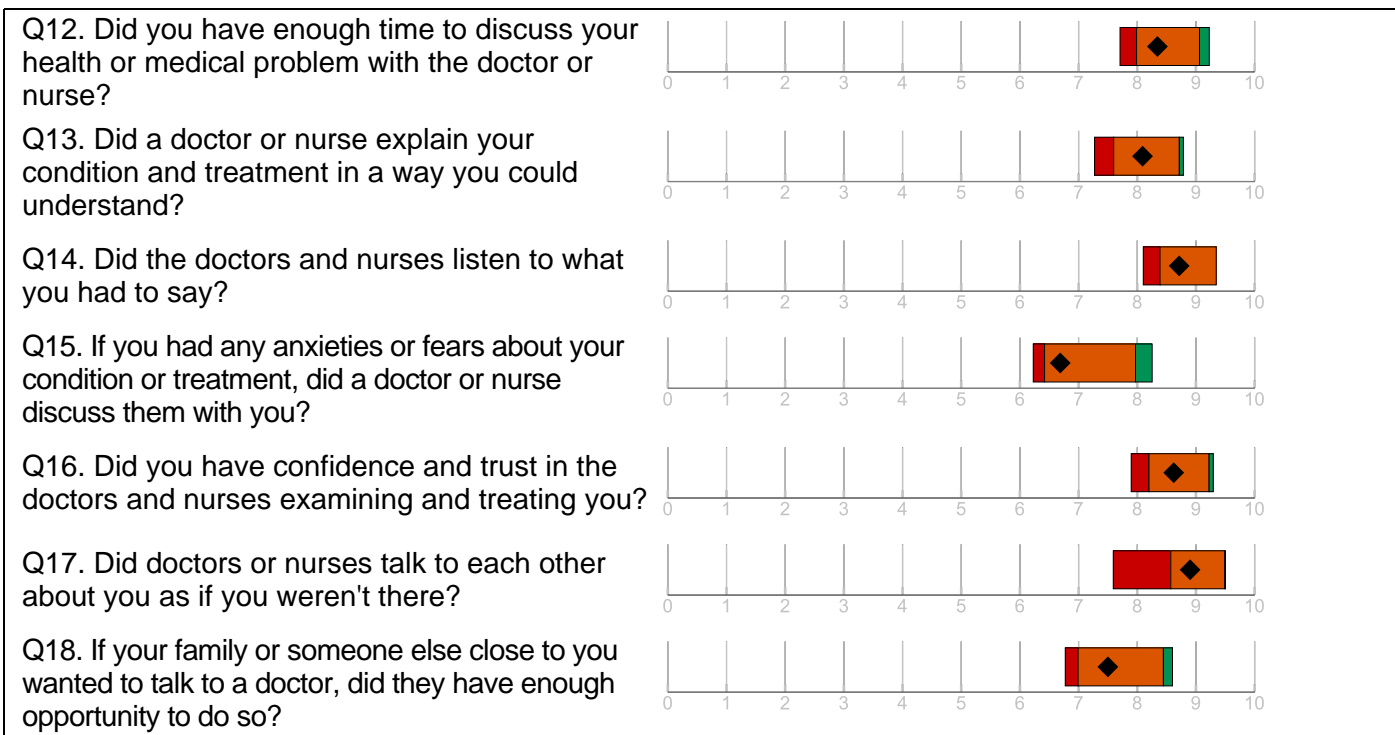 Q12. Did you have enough time to discuss your
health or medical problem with the doctor or
nurse?
0 1 2 3 4 5 6 7 8 9 10
Q13. Did a doctor or nurse explain your
condition and treatment in a way you could
understand?
0 1 2 3 4 5 6 7 8 9 10
Q14. Did the doctors and nurses listen to what
you had to say?
0 1 2 3 4 5 6 7 8 9 10
Q15. If you had any anxieties or fears about your
condition or treatment, did a doctor or nurse
discuss them with you?
0 1 2 3 4 5 6 7 8 9 10
Q16. Did you have confidence and trust in the
doctors and nurses examining and treating you?
0 1 2 3 4 5 6 7 8 9 10
Q17. Did doctors or nurses talk to each other
about you as if you weren't there?
0 1 2 3 4 5 6 7 8 9 10
Q18. If your family or someone else close to you
wanted to talk to a doctor, did they have enough
opportunity to do so?
0 1 2 3 4 5 6 7 8 9 10